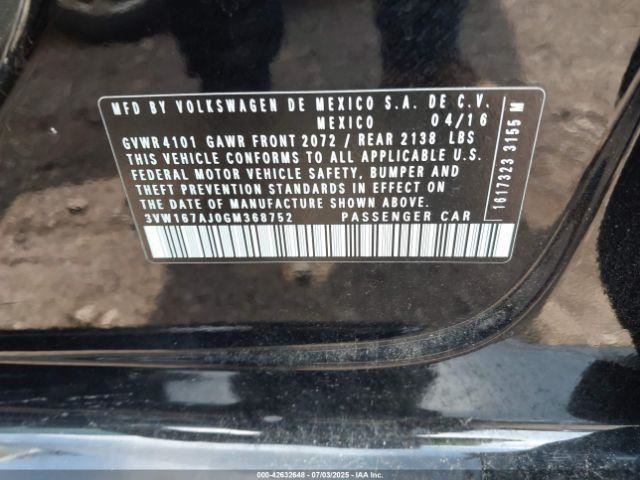 MFD BY VOLKSWAGEN DE MEXICO S.A. DE C.V.
MEXICO 04/16
GVWR 4101 GAWR FRONT 2072 / REAR 2138 LBS
THIS VEHICLE CONFORMS TO ALL APPLICABLE U.S.
FEDERAL MOTOR VEHICLE SAFETY, BUMPER AND
THEFT PREVENTION STANDARDS IN EFFECT ON
THE DATE OF MANUFACTURE SHOWN ABOVE.
3VW167AJ0GM368752 PASSENGER CAR
1617323 3155 M
000-42632648 - 07/03/2025 - IAAI.COM